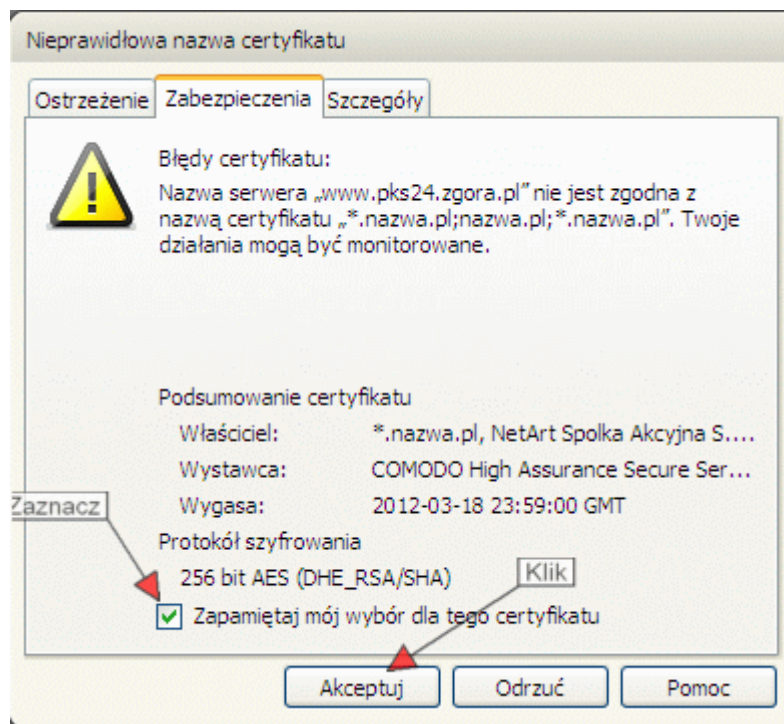 Nieprawidłowa nazwa certyfikatu
Ostrzeżenie Zabezpieczenia Szczegóły
Błędy certyfikatu:
Nazwa serwera „www.pks24.zgora.pl” nie jest zgodna z
nazwą certyfikatu „*.nazwa.pl;nazwa.pl;*.nazwa.pl”. Twoje
działania mogą być monitorowane.
Podsumowanie certyfikatu
Właściciel: *.nazwa.pl, NetArt Spolka Akcyjna S....
Wystawca: COMODO High Assurance Secure Ser...
Zaznacz
Wygasa: 2012-03-18 23:59:00 GMT
Protokół szyfrowania
256 bit AES (DHE_RSA/SHA)
Klik
Zapamiętaj mój wybór dla tego certyfikatu
Akceptuj Odrzuć Pomoc